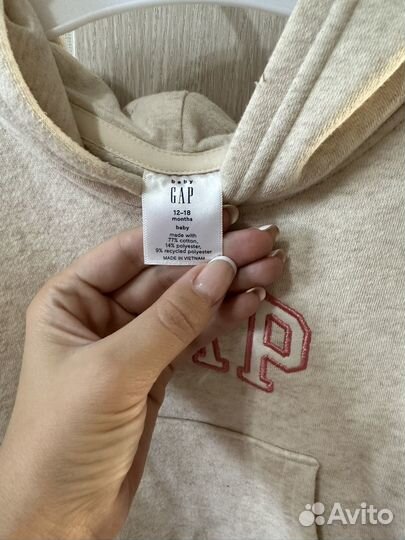 baby
GAP
12–18
months
baby
made with
77% cotton,
14% polyester,
9% recycled polyester
MADE IN VIETNAM
AP
Avito